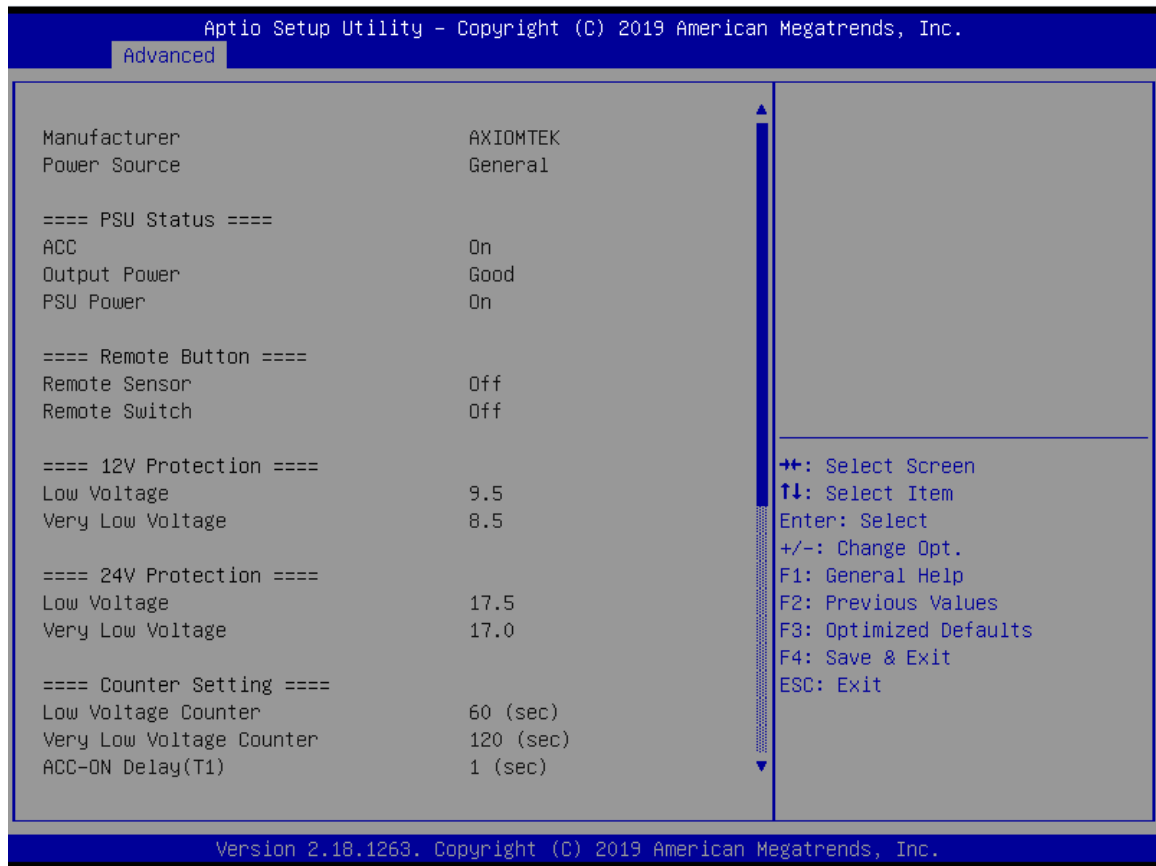 Aptio Setup Utility – Copyright (C) 2019 American Megatrends, Inc.
Advanced
Manufacturer AXIOMTEK
Power Source General
==== PSU Status ====
ACC On
Output Power Good
PSU Power On
==== Remote Button ====
Remote Sensor Off
Remote Switch Off
==== 12V Protection ====
Low Voltage 9.5
Very Low Voltage 8.5
==== 24V Protection ====
Low Voltage 17.5
Very Low Voltage 17.0
==== Counter Setting ====
Low Voltage Counter 60 (sec)
Very Low Voltage Counter 120 (sec)
ACC-ON Delay(T1) 1 (sec)
→←: Select Screen
↑↓: Select Item
Enter: Select
+/-: Change Opt.
F1: General Help
F2: Previous Values
F3: Optimized Defaults
F4: Save & Exit
ESC: Exit
Version 2.18.1263. Copyright (C) 2019 American Megatrends, Inc.